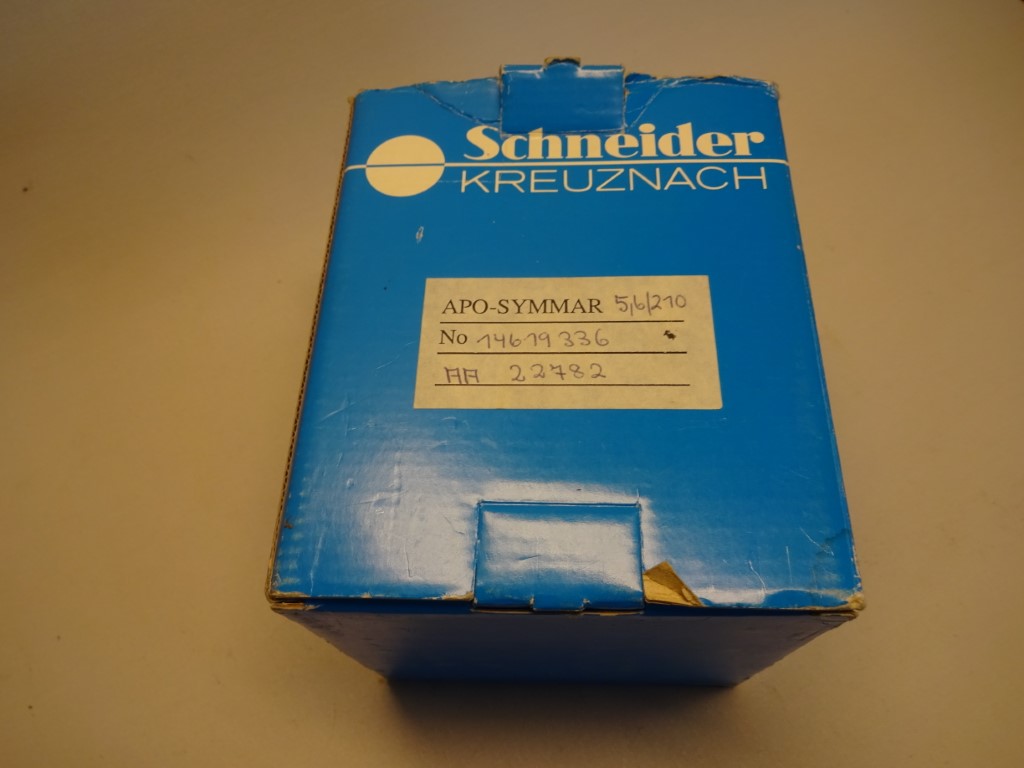 Schneider
KREUZNACH
APO-SYMMAR 5,6/210
No 14619336
AA 22782